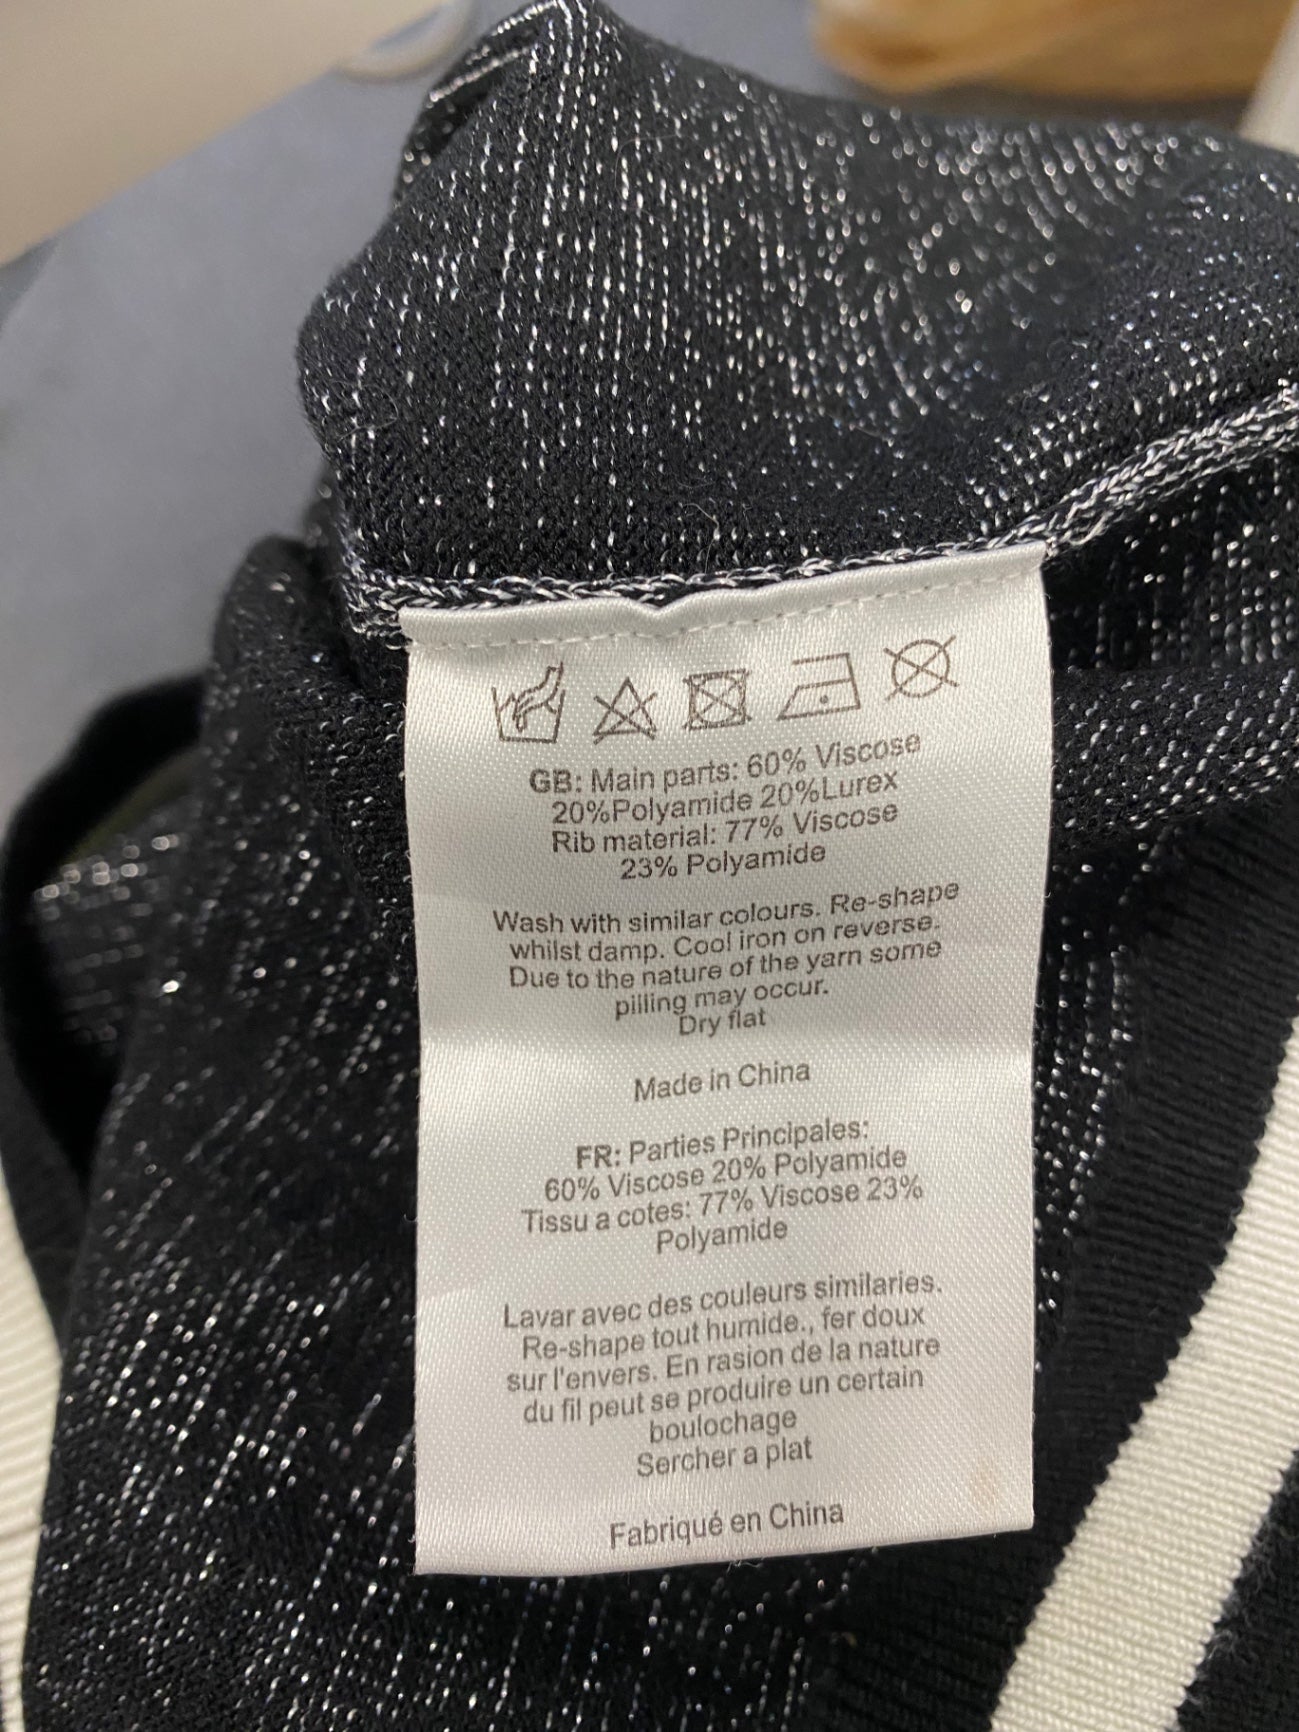 GB: Main parts: 60% Viscose
20%Polyamide 20%Lurex
Rib material: 77% Viscose
23% Polyamide
Wash with similar colours. Re-shape
whilst damp. Cool iron on reverse.
Due to the nature of the yarn some
pilling may occur.
Dry flat
Made in China
FR: Parties Principales:
60% Viscose 20% Polyamide
Tissu a cotes: 77% Viscose 23%
Polyamide
Lavar avec des couleurs similaries.
Re-shape tout humide., fer doux
sur l'envers. En rasion de la nature
du fil peut se produire un certain
boulochage
Sercher a plat
Fabriqué en China